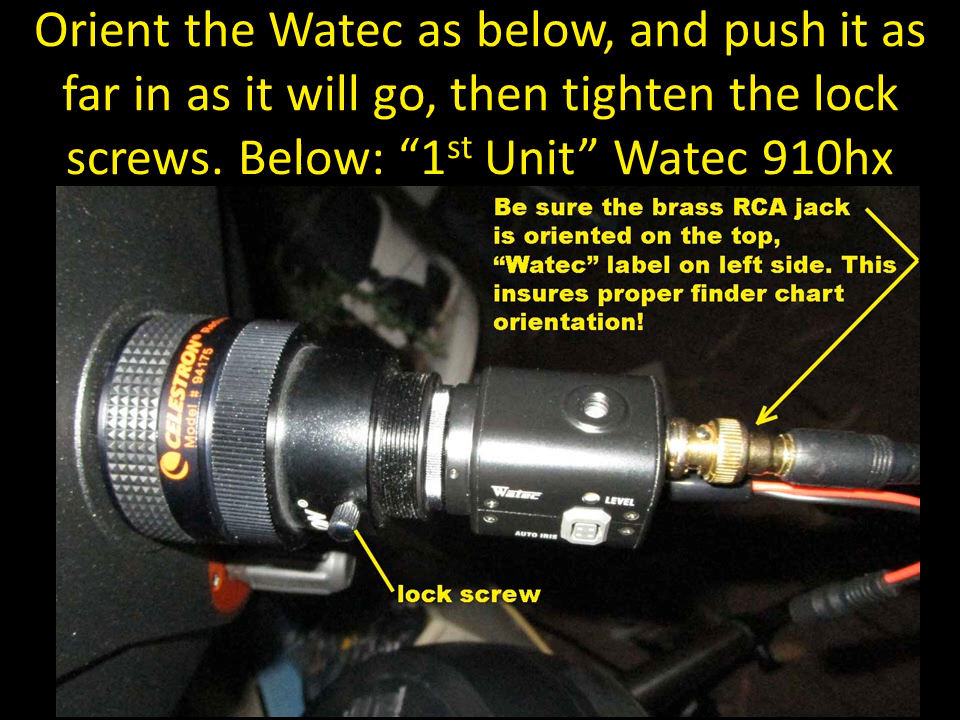 Orient the Watec as below, and push it as
far in as it will go, then tighten the lock
screws. Below: “1st Unit” Watec 910hx
Be sure the brass RCA jack
is oriented on the top,
“Watec” label on left side. This
insures proper finder chart
orientation!
CELESTRON®
Model # 94175
Watec
LEVEL
AUTO IRIS
lock screw